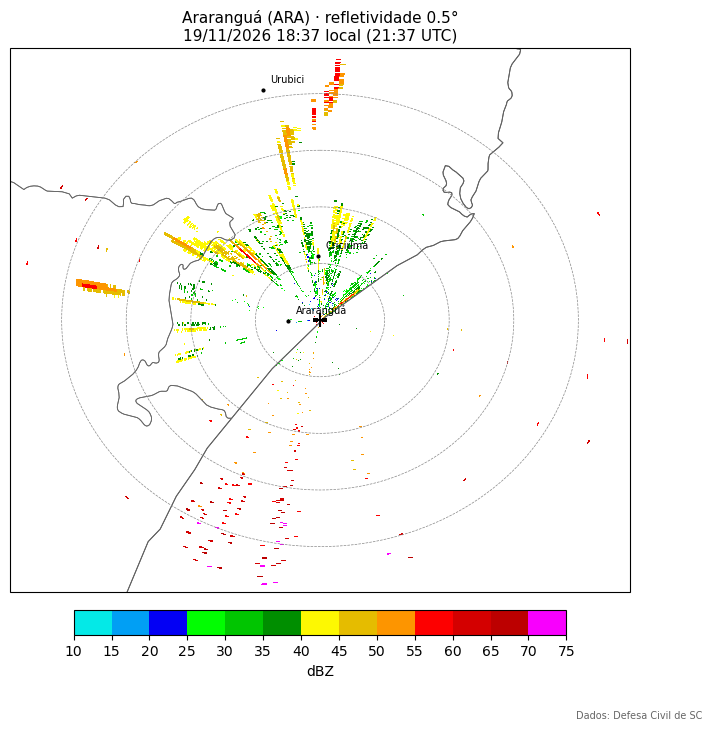 Araranguá (ARA) · refletividade 0.5°
19/11/2026 18:37 local (21:37 UTC)
Urubici
Criciúma
Araranguá
10 15 20 25 30 35 40 45 50 55 60 65 70 75
dBZ
Dados: Defesa Civil de SC